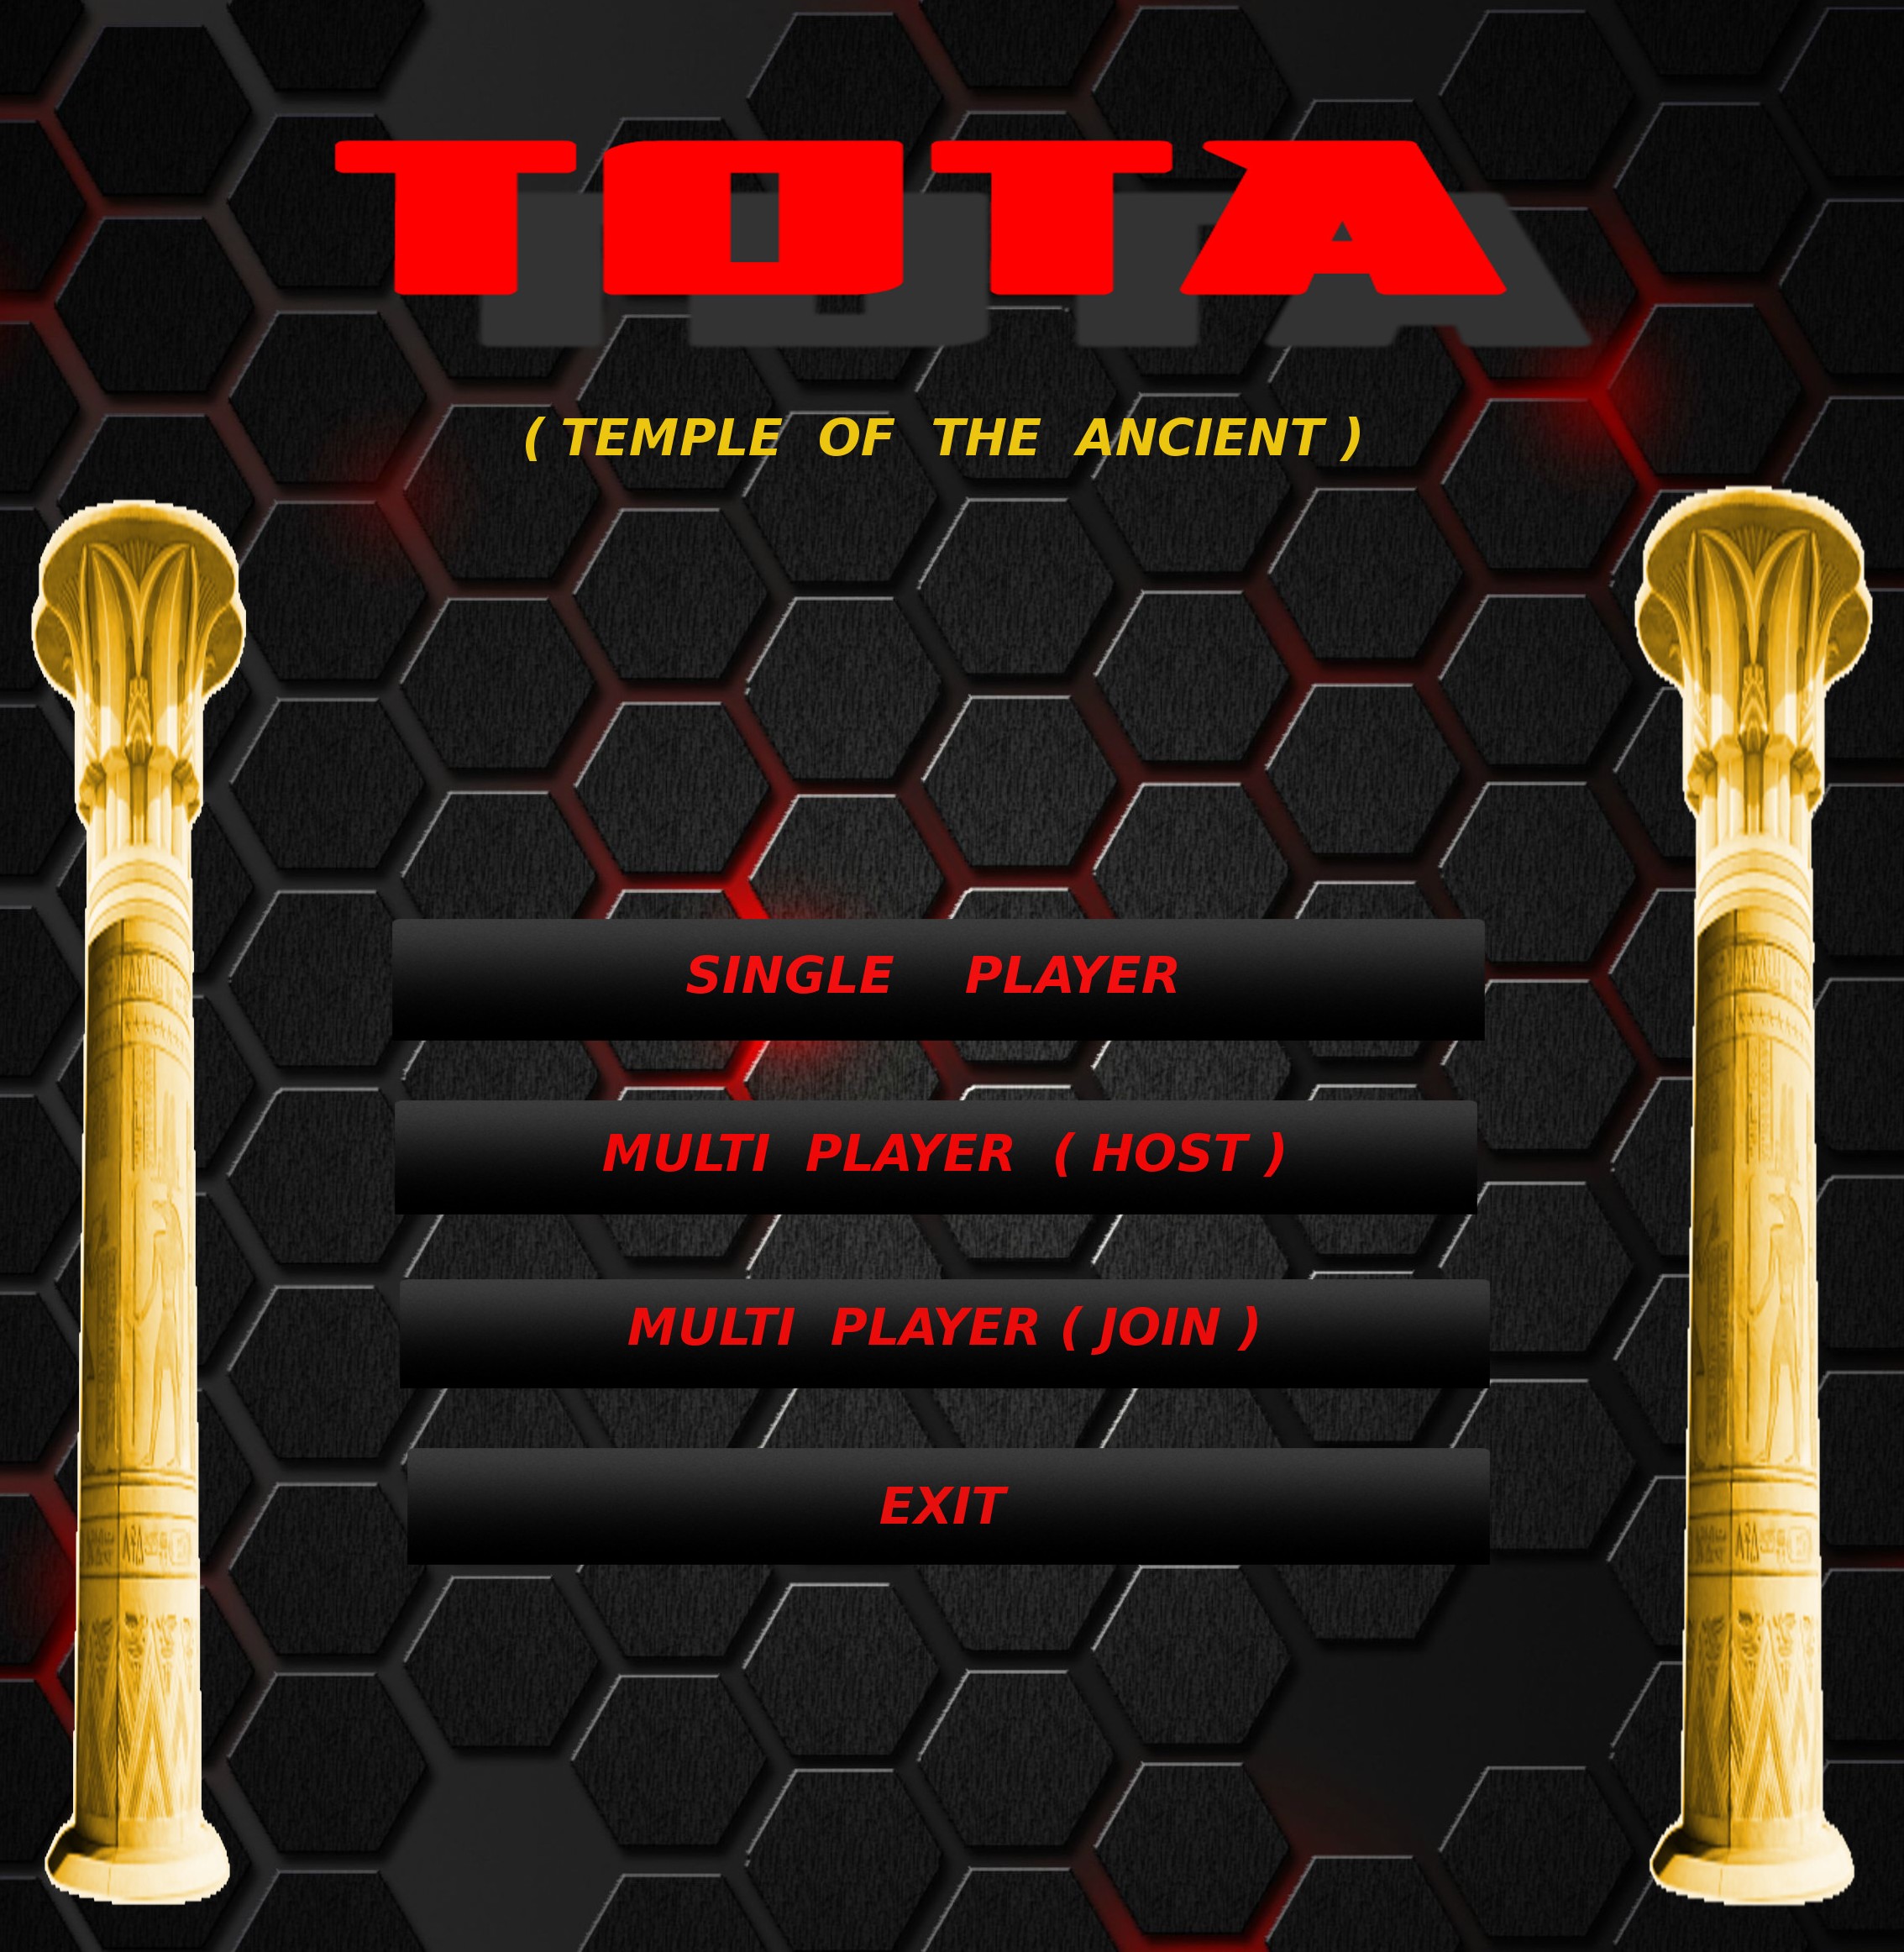 TOTA
( TEMPLE OF THE ANCIENT )
SINGLE PLAYER
MULTI PLAYER ( HOST )
MULTI PLAYER ( JOIN )
EXIT